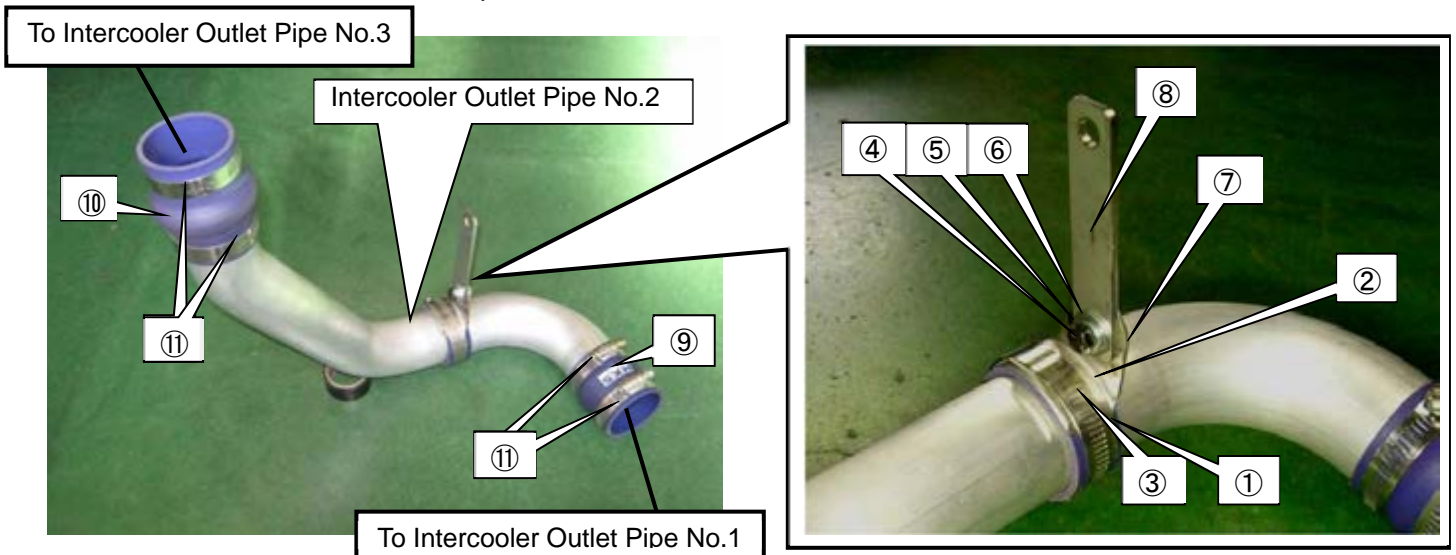 To Intercooler Outlet Pipe No.3
Intercooler Outlet Pipe No.2
⑩
⑪
⑨
⑪
To Intercooler Outlet Pipe No.1
⑧
④ ⑤ ⑥
⑦
②
③ ①